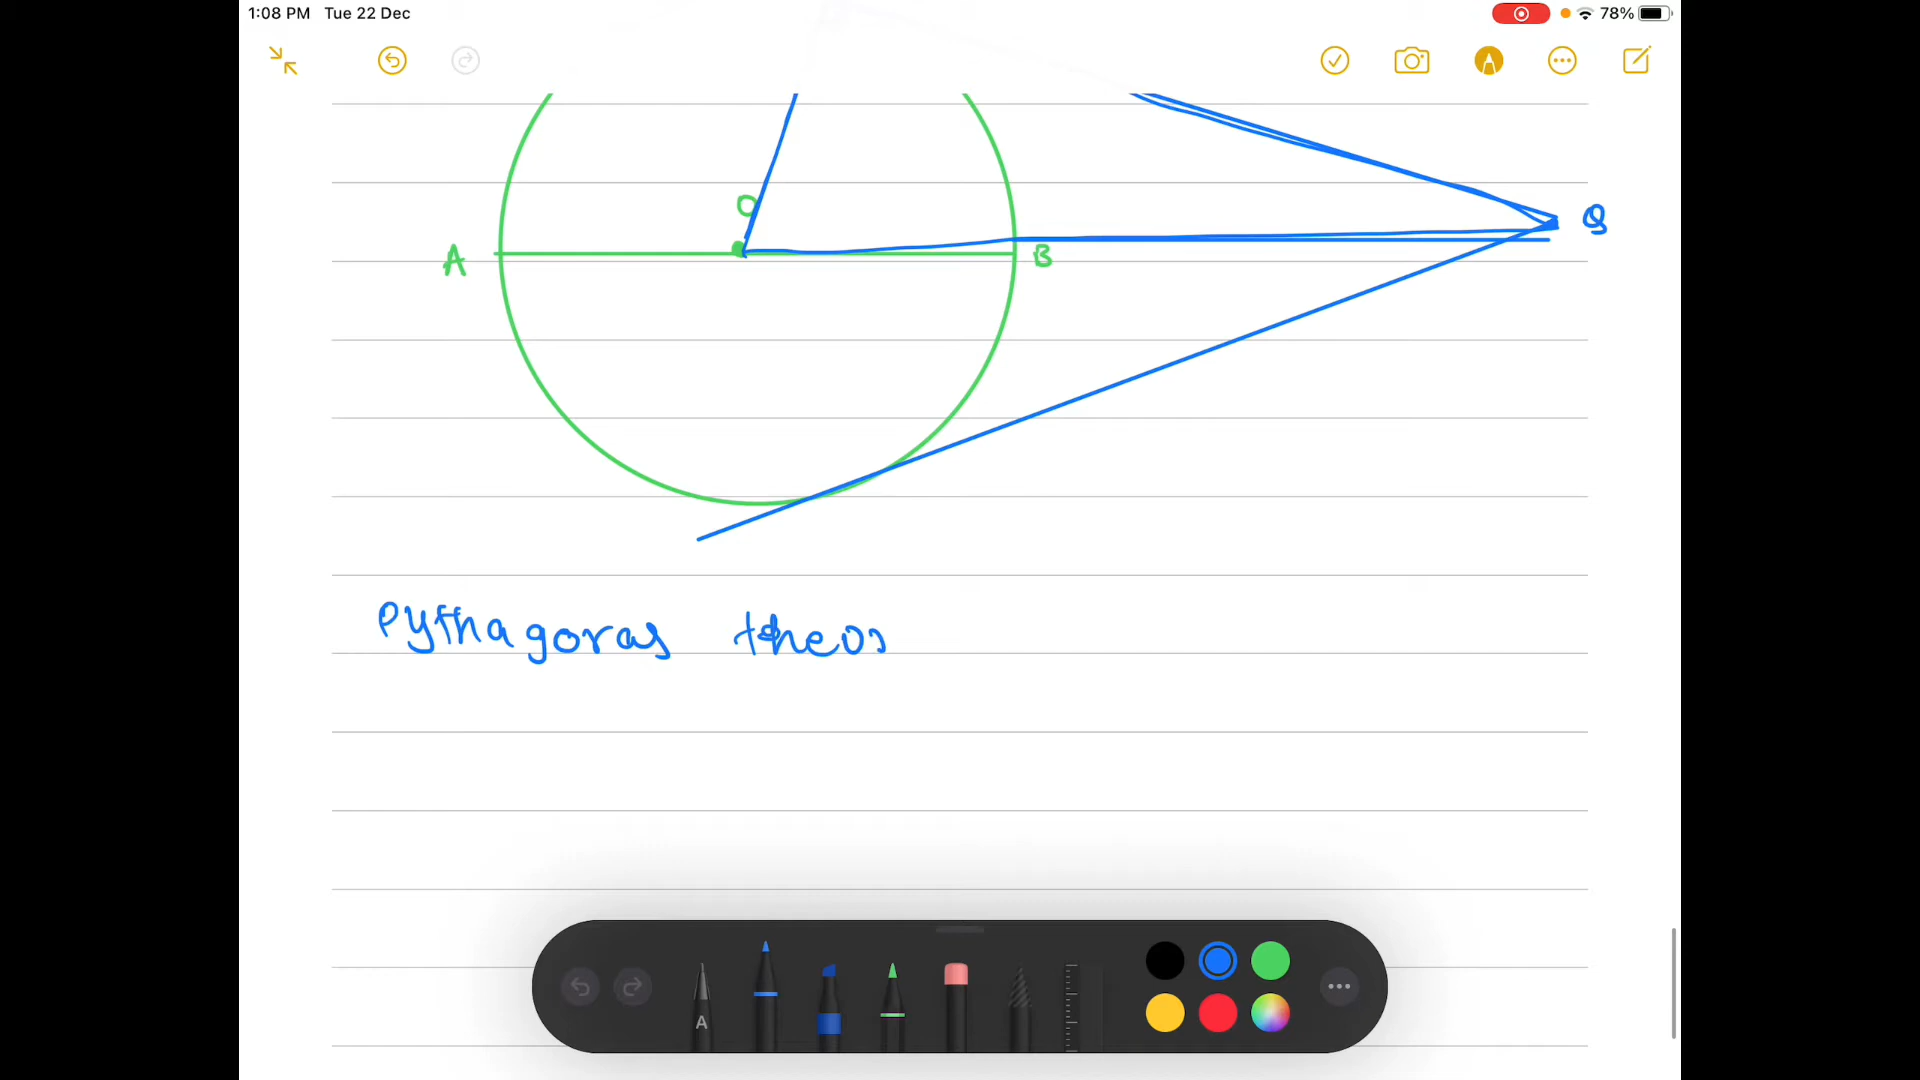 1:08 PM Tue 22 Dec 78%
O
Q
A B
Pythagoras theor
A